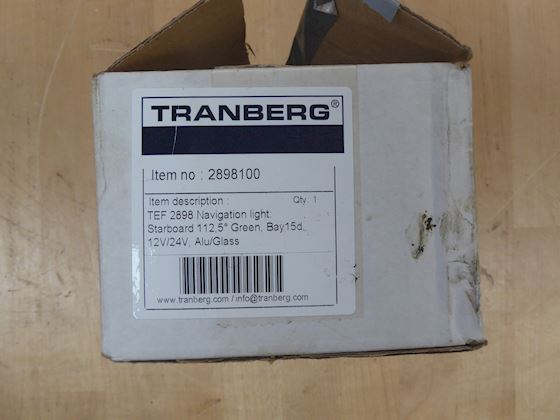 TRANBERG®
Item no : 2898100
Item description : Qty: 1
TEF 2898 Navigation light:
Starboard 112,5° Green, Bay15d,
12V/24V, Alu/Glass
www.tranberg.com / info@tranberg.com